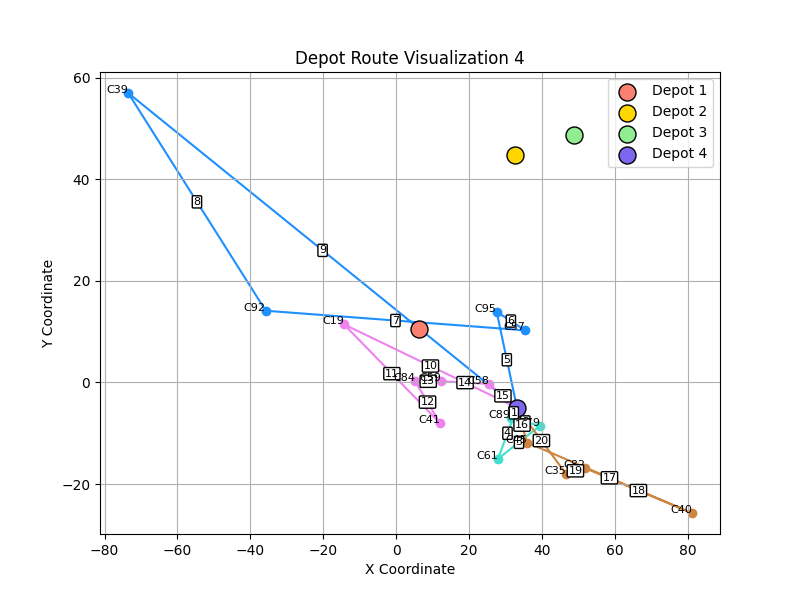 Depot Route Visualization 4
Depot 1
Depot 2
Depot 3
Depot 4
60
40
20
0
−20
−80
−60
−40
−20
0
20
40
60
80
X Coordinate
Y Coordinate
C39
8
9
C92
C95
6
7
C19
5
10
11
C84
13
14
C58
15
12
C41
C89
1
16
4
20
C61
C35
19
17
18
C40